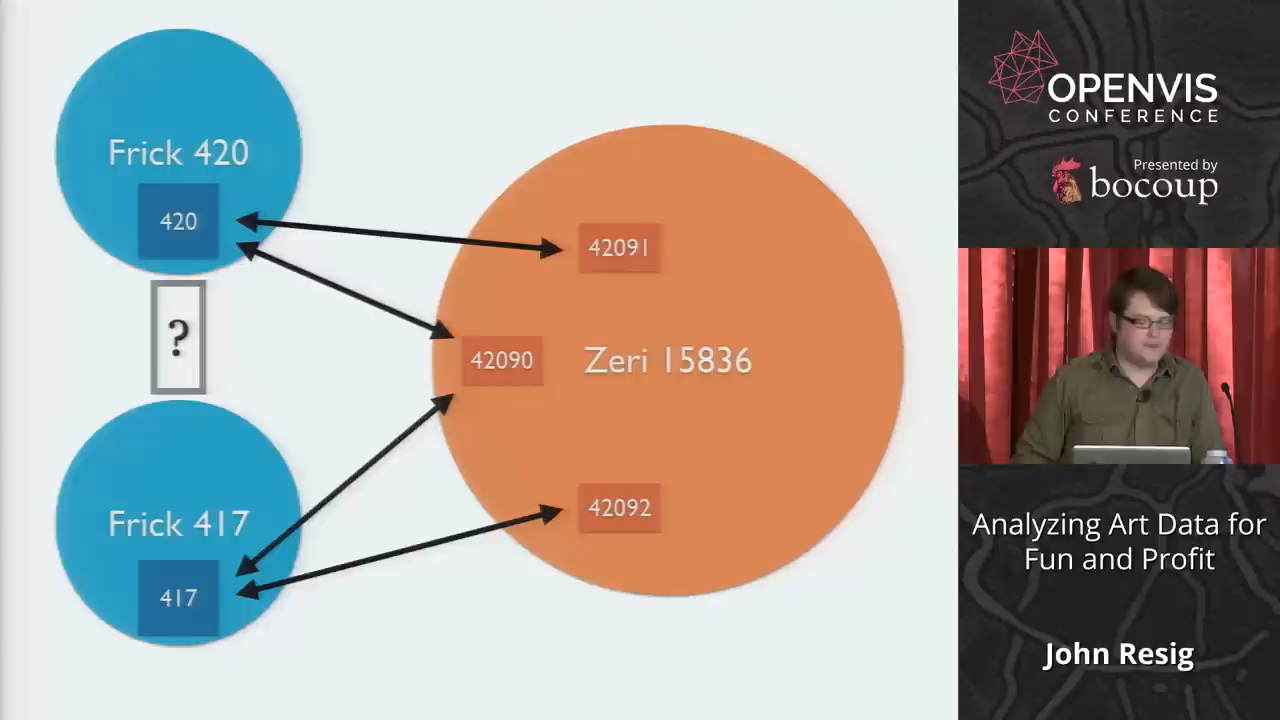 Frick 420
420
?
Frick 417
417
42091
42090
Zeri 15836
42092
OPENVIS
CONFERENCE
Presented by
bocoup
Analyzing Art Data for
Fun and Profit
John Resig